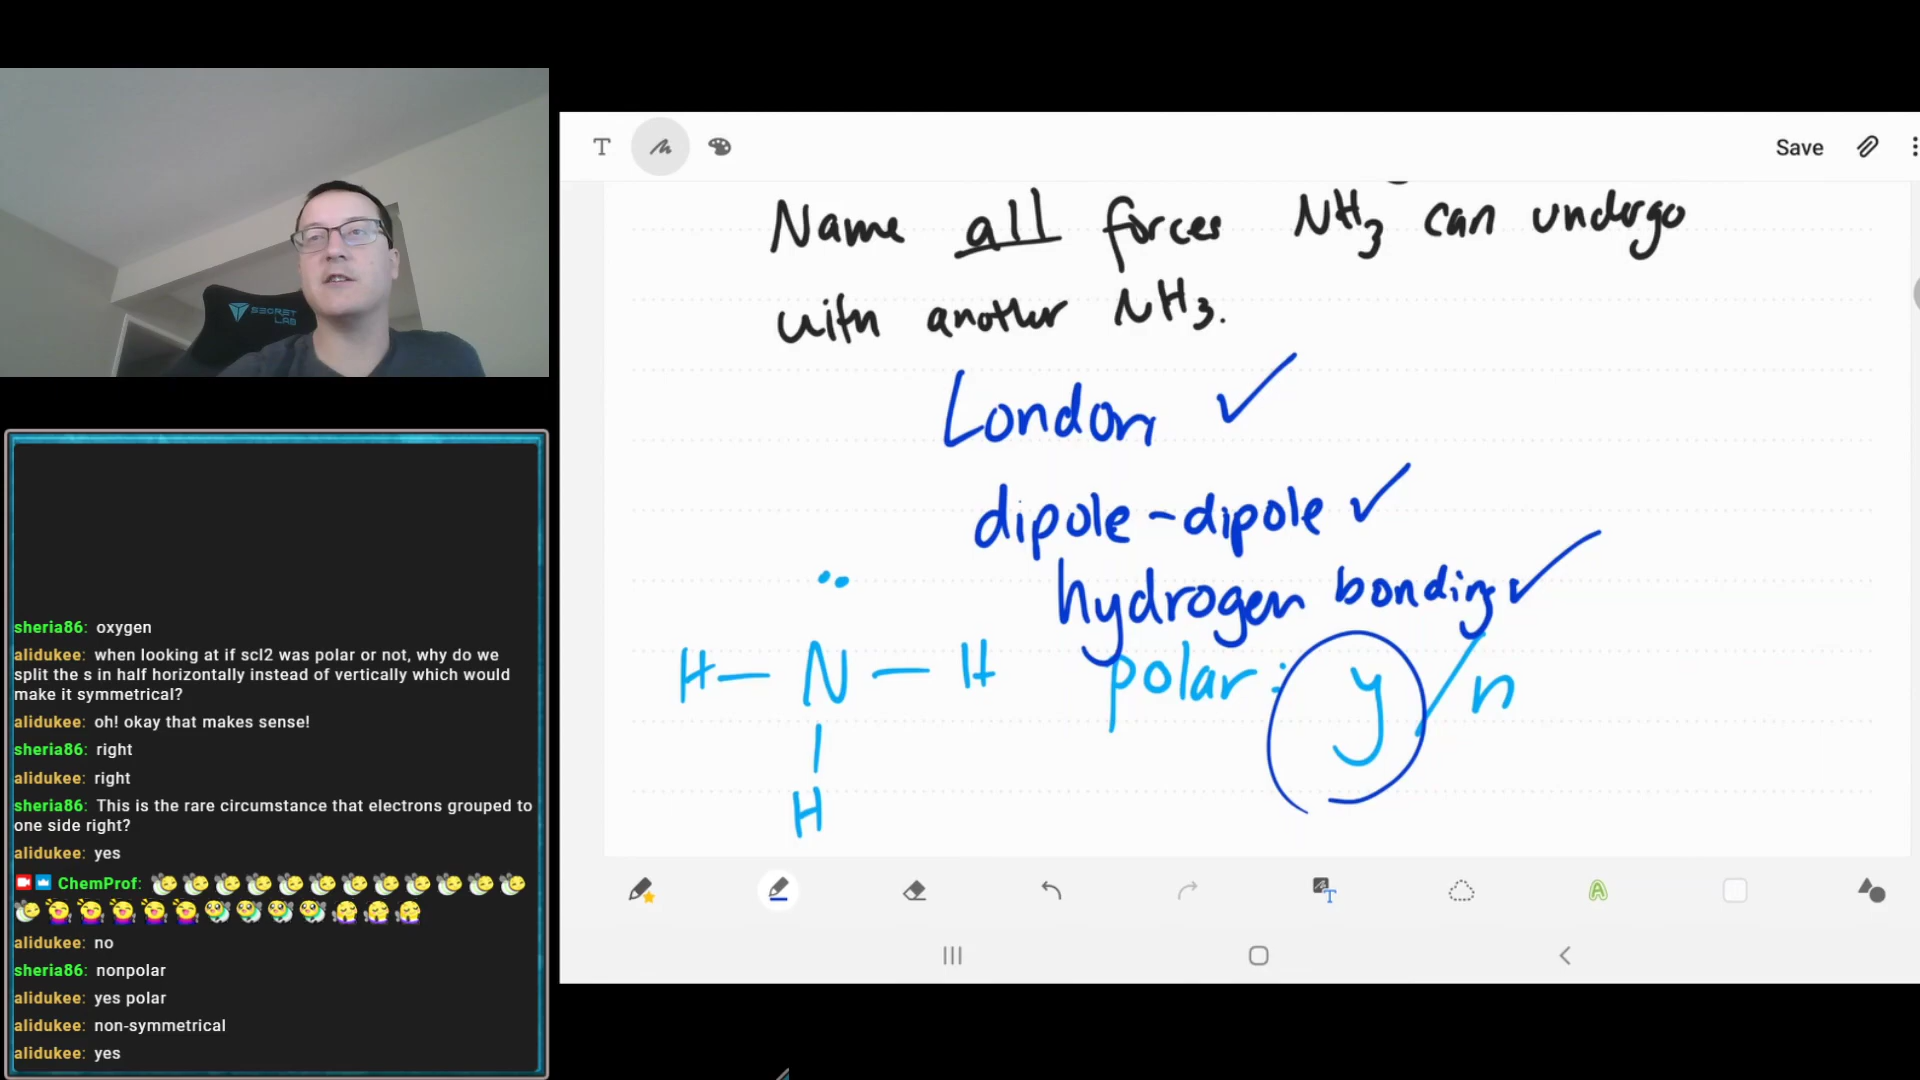 SECRET
LAB
sheria86: oxygen
alidukee: when looking at if scl2 was polar or not, why do we
split the s in half horizontally instead of vertically which would
make it symmetrical?
alidukee: oh! okay that makes sense!
sheria86: right
alidukee: right
sheria86: This is the rare circumstance that electrons grouped to
one side right?
alidukee: yes
ChemProf:
alidukee: no
sheria86: nonpolar
alidukee: yes polar
alidukee: non-symmetrical
alidukee: yes
T
Save
Name all forces NH3 can undergo
with another NH3.
London ✓
dipole-dipole ✓
hydrogen bonding ✓
H—N—H
H
polar: y/n
T
A